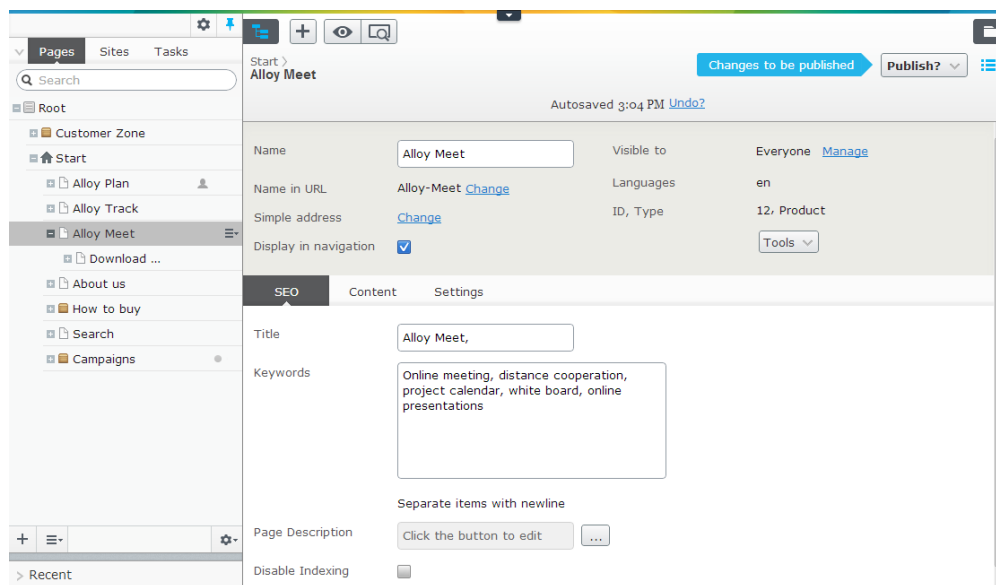 Pages Sites Tasks
Search
Root
Customer Zone
Start
Alloy Plan
Alloy Track
Alloy Meet
Download ...
About us
How to buy
Search
Campaigns
Recent
Start
Alloy Meet
Changes to be published
Publish?
Autosaved 3:04 PM Undo?
Name Alloy Meet
Visible to Everyone Manage
Name in URL Alloy-Meet Change
Languages en
Simple address Change
ID, Type 12, Product
Display in navigation
Tools
SEO Content Settings
Title Alloy Meet,
Keywords Online meeting, distance cooperation,
project calendar, white board, online
presentations
Separate items with newline
Page Description Click the button to edit ...
Disable Indexing